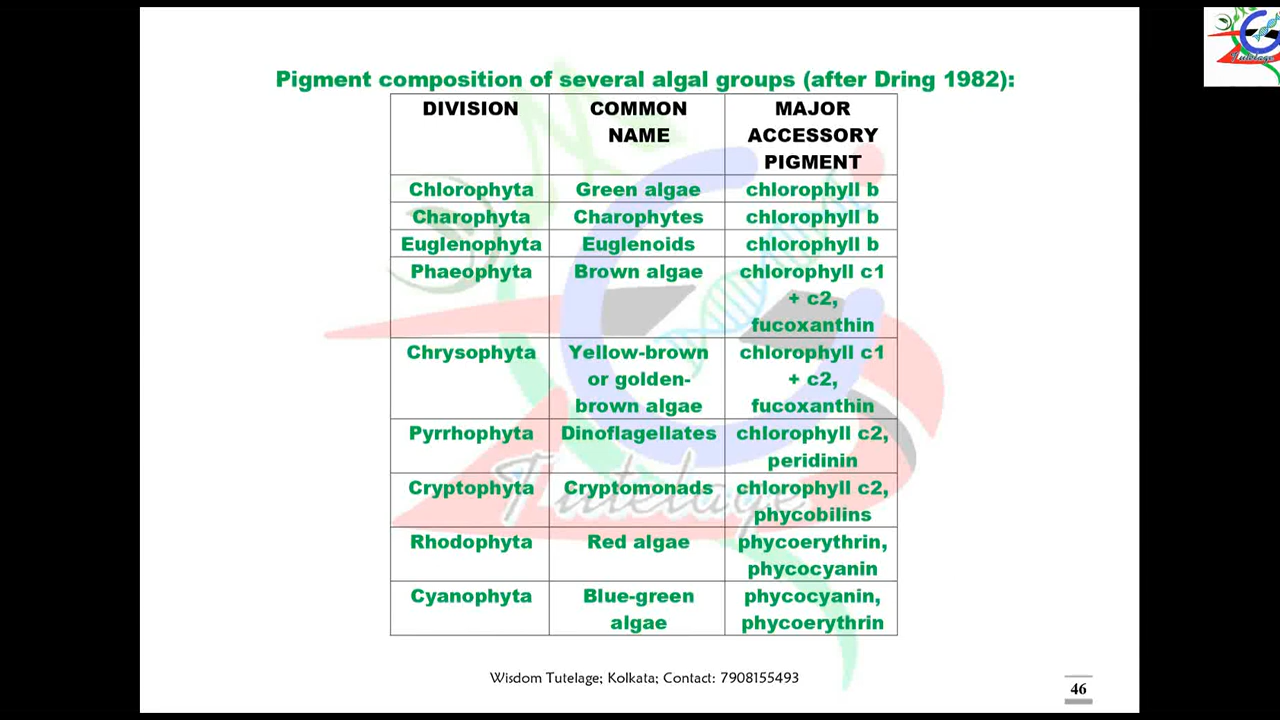 Pigment composition of several algal groups (after Dring 1982):
DIVISION COMMON NAME MAJOR ACCESSORY PIGMENT
Chlorophyta Green algae chlorophyll b
Charophyta Charophytes chlorophyll b
Euglenophyta Euglenoids chlorophyll b
Phaeophyta Brown algae chlorophyll c1
+ c2,
fucoxanthin
Chrysophyta Yellow-brown chlorophyll c1
or golden- + c2,
brown algae fucoxanthin
Pyrrhophyta Dinoflagellates chlorophyll c2,
peridinin
Cryptophyta Cryptomonads chlorophyll c2,
phycobilins
Rhodophyta Red algae phycoerythrin,
phycocyanin
Cyanophyta Blue-green phycocyanin,
algae phycoerythrin
Tutelage
Wisdom Tutelage; Kolkata; Contact: 7908155493
46
Tutelage